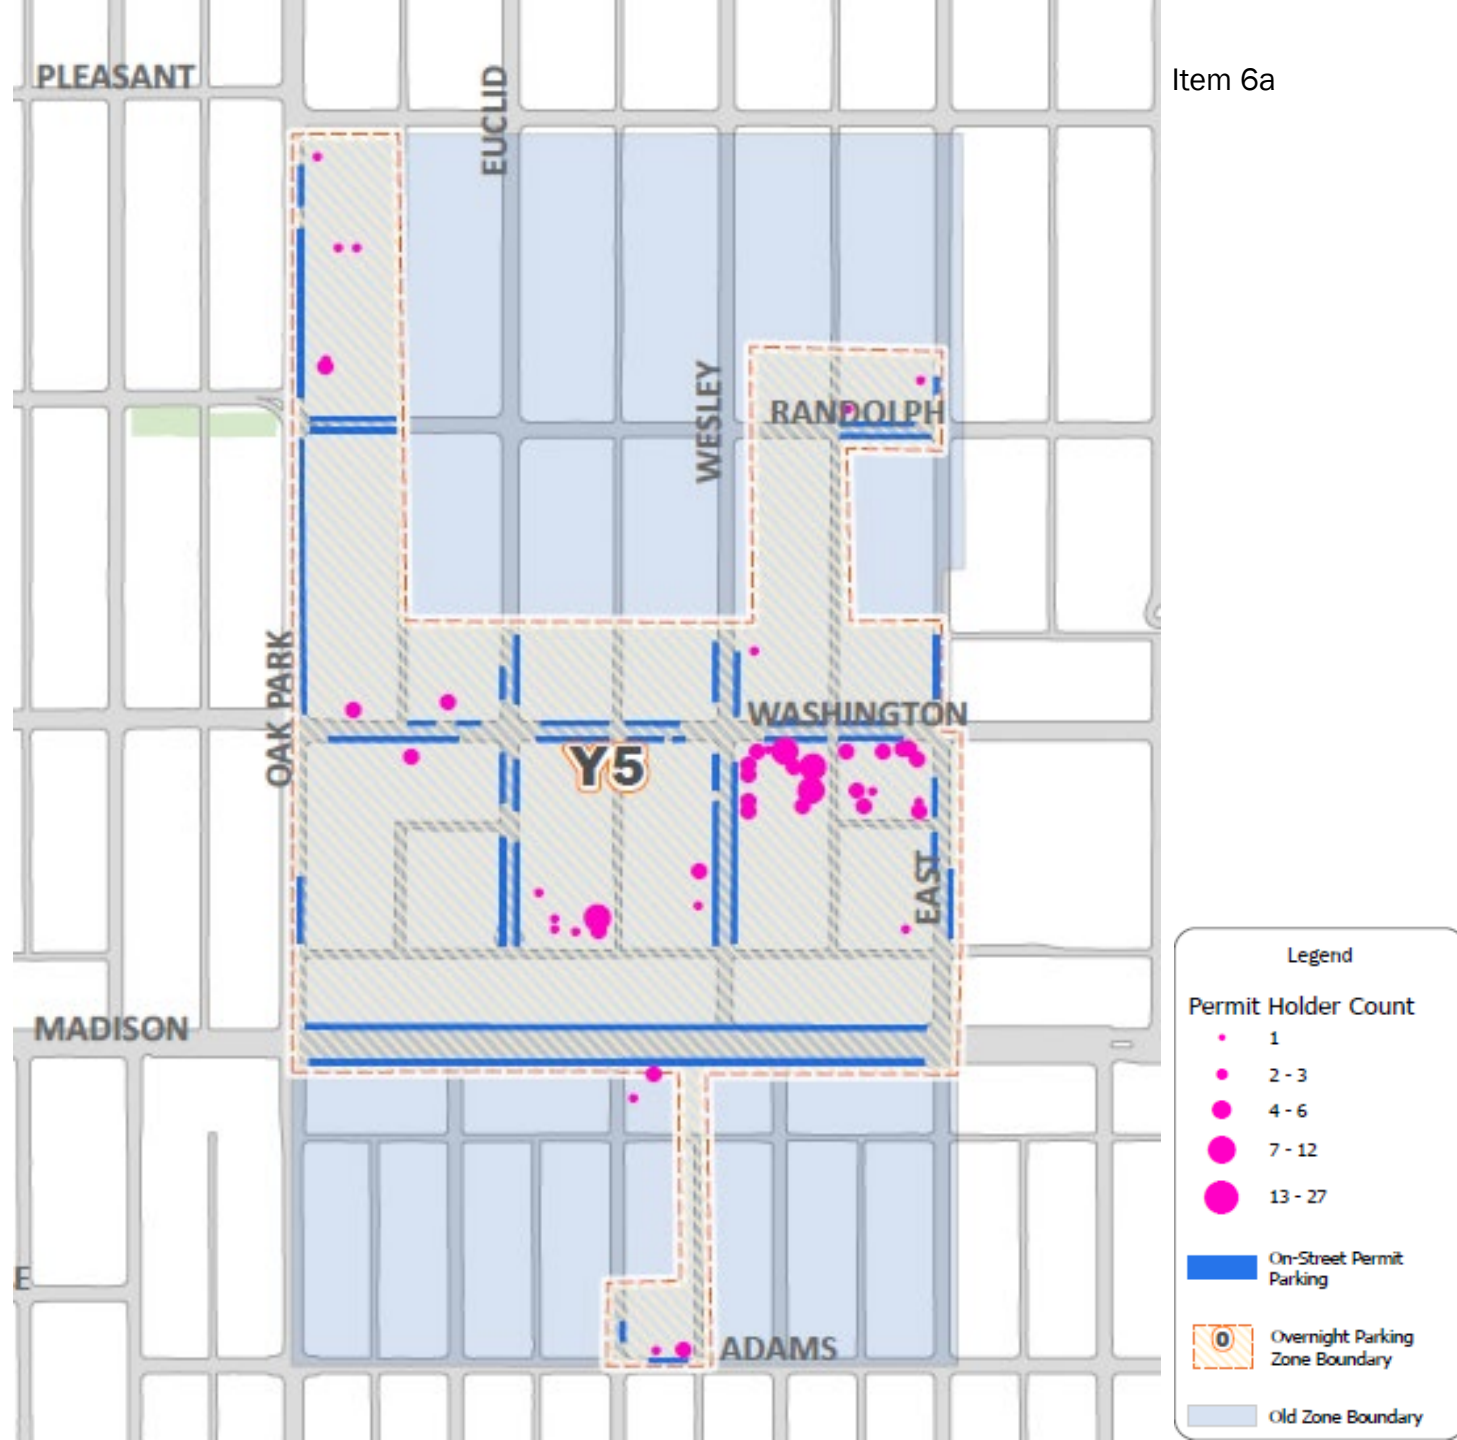 PLEASANT
Item 6a
EUCLID
WESLEY
RANDOLPH
OAK PARK
WASHINGTON
Y5
EAST
MADISON
E
ADAMS
Legend
Permit Holder Count
1
2 - 3
4 - 6
7 - 12
13 - 27
On-Street Permit
Parking
0
Overnight Parking
Zone Boundary
Old Zone Boundary